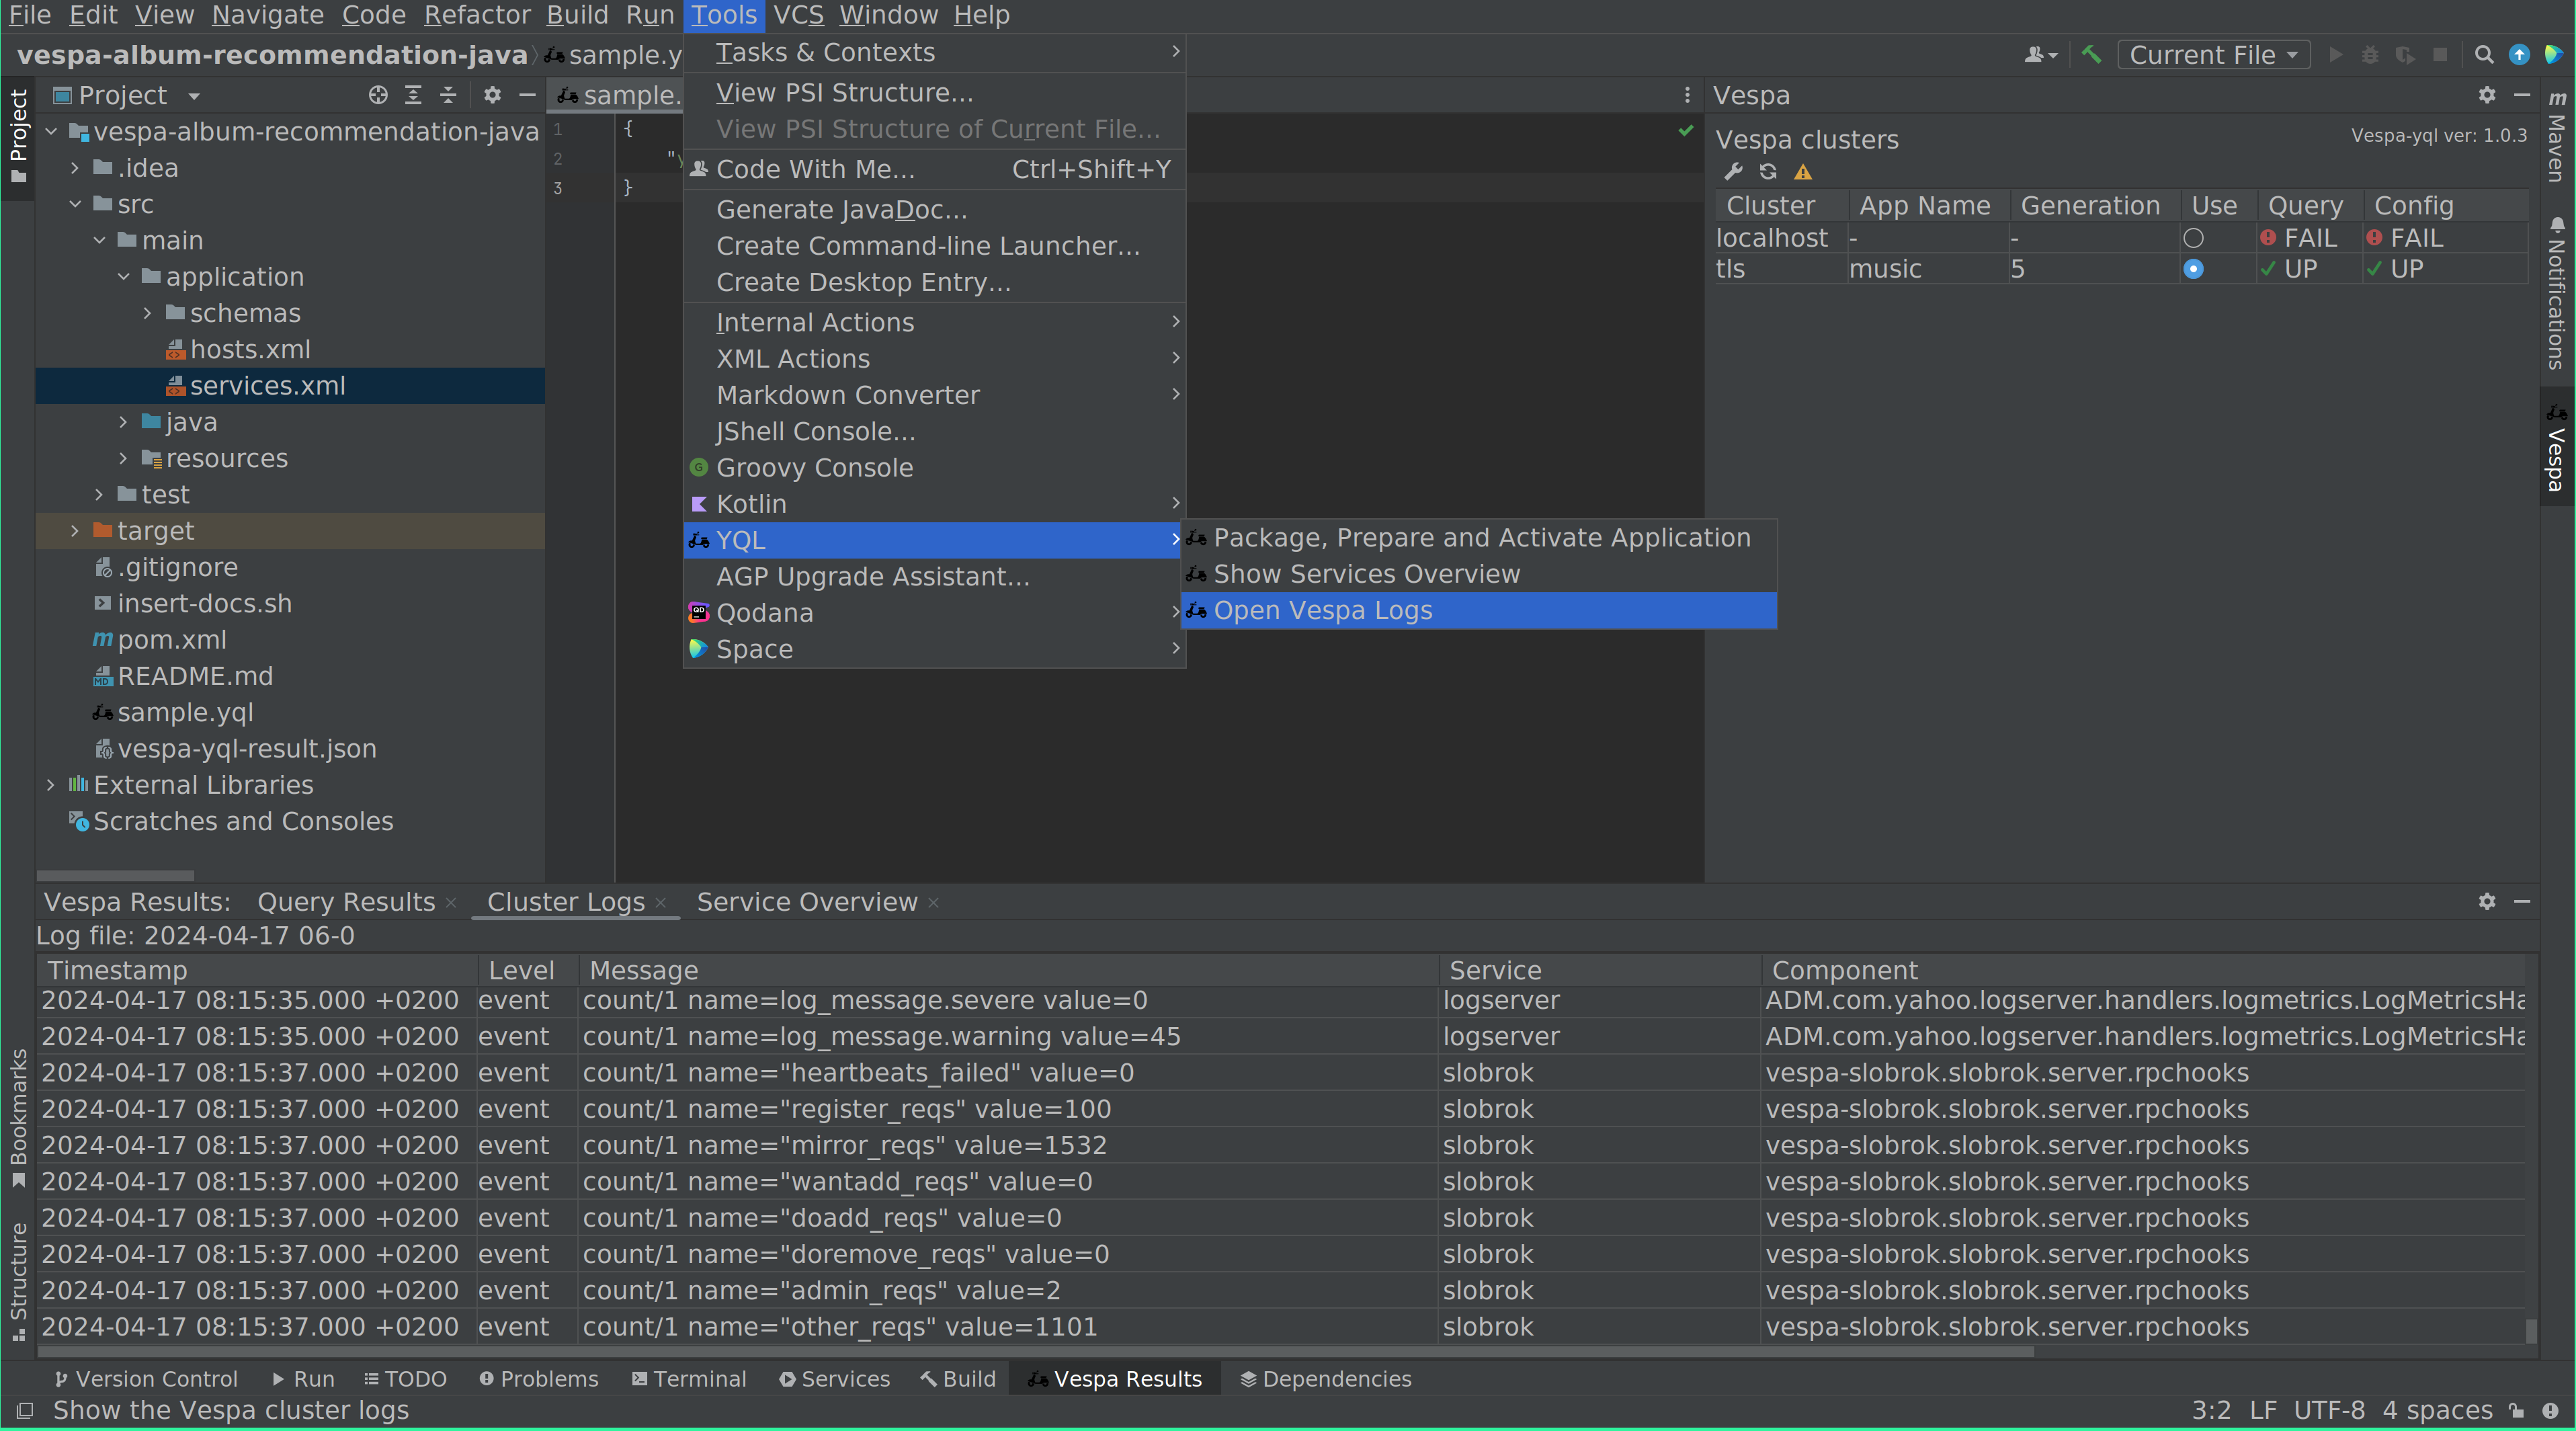 File Edit View Navigate Code Refactor Build Run Tools VCS Window Help
vespa-album-recommendation-java sample.y
Current File
Project
Project
vespa-album-recommendation-java
.idea
src
main
application
schemas
hosts.xml
services.xml
java
resources
test
target
.gitignore
insert-docs.sh
pom.xml
README.md
sample.yql
vespa-yql-result.json
External Libraries
Scratches and Consoles
Bookmarks
Structure
sample.
1 {
2 "y
3 }
Tasks & Contexts
View PSI Structure...
View PSI Structure of Current File...
Code With Me... Ctrl+Shift+Y
Generate JavaDoc...
Create Command-line Launcher...
Create Desktop Entry...
Internal Actions
XML Actions
Markdown Converter
JShell Console...
Groovy Console
Kotlin
YQL
AGP Upgrade Assistant...
Qodana
Space
Package, Prepare and Activate Application
Show Services Overview
Open Vespa Logs
Vespa
Vespa clusters Vespa-yql ver: 1.0.3
Cluster App Name Generation Use Query Config
localhost - - FAIL FAIL
tls music 5 UP UP
Maven
Notifications
Vespa
Vespa Results: Query Results Cluster Logs Service Overview
Log file: 2024-04-17 06-0
Timestamp Level Message Service Component
2024-04-17 08:15:35.000 +0200 event count/1 name=log_message.severe value=0 logserver ADM.com.yahoo.logserver.handlers.logmetrics.LogMetricsHa
2024-04-17 08:15:35.000 +0200 event count/1 name=log_message.warning value=45 logserver ADM.com.yahoo.logserver.handlers.logmetrics.LogMetricsHa
2024-04-17 08:15:37.000 +0200 event count/1 name="heartbeats_failed" value=0 slobrok vespa-slobrok.slobrok.server.rpchooks
2024-04-17 08:15:37.000 +0200 event count/1 name="register_reqs" value=100 slobrok vespa-slobrok.slobrok.server.rpchooks
2024-04-17 08:15:37.000 +0200 event count/1 name="mirror_reqs" value=1532 slobrok vespa-slobrok.slobrok.server.rpchooks
2024-04-17 08:15:37.000 +0200 event count/1 name="wantadd_reqs" value=0 slobrok vespa-slobrok.slobrok.server.rpchooks
2024-04-17 08:15:37.000 +0200 event count/1 name="doadd_reqs" value=0 slobrok vespa-slobrok.slobrok.server.rpchooks
2024-04-17 08:15:37.000 +0200 event count/1 name="doremove_reqs" value=0 slobrok vespa-slobrok.slobrok.server.rpchooks
2024-04-17 08:15:37.000 +0200 event count/1 name="admin_reqs" value=2 slobrok vespa-slobrok.slobrok.server.rpchooks
2024-04-17 08:15:37.000 +0200 event count/1 name="other_reqs" value=1101 slobrok vespa-slobrok.slobrok.server.rpchooks
Version Control Run TODO Problems Terminal Services Build Vespa Results Dependencies
Show the Vespa cluster logs 3:2 LF UTF-8 4 spaces